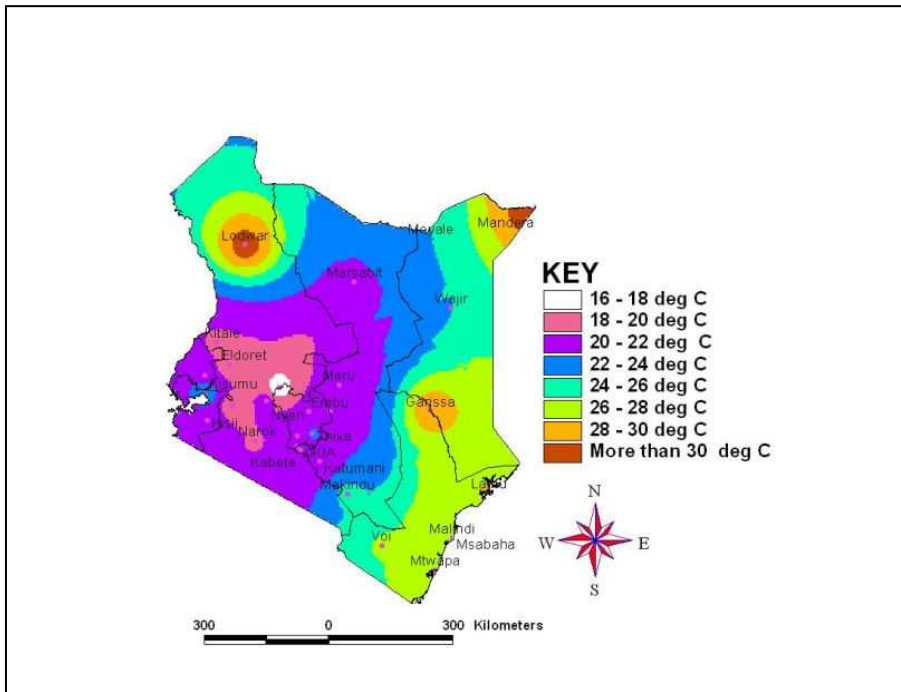 Lodwar
Mandera
Moyale
Marsabit
Wajir
KEY
16 - 18 deg C
18 - 20 deg C
20 - 22 deg C
22 - 24 deg C
24 - 26 deg C
26 - 28 deg C
28 - 30 deg C
More than 30 deg C
Kitale
Eldoret
Meru
Embu
Nyeri
Garissa
Narok
Kabete
Katumani
Makindu
Lamu
Voi
Malindi
Msabaha
Mtwapa
N
W
E
S
300
0
300
Kilometers